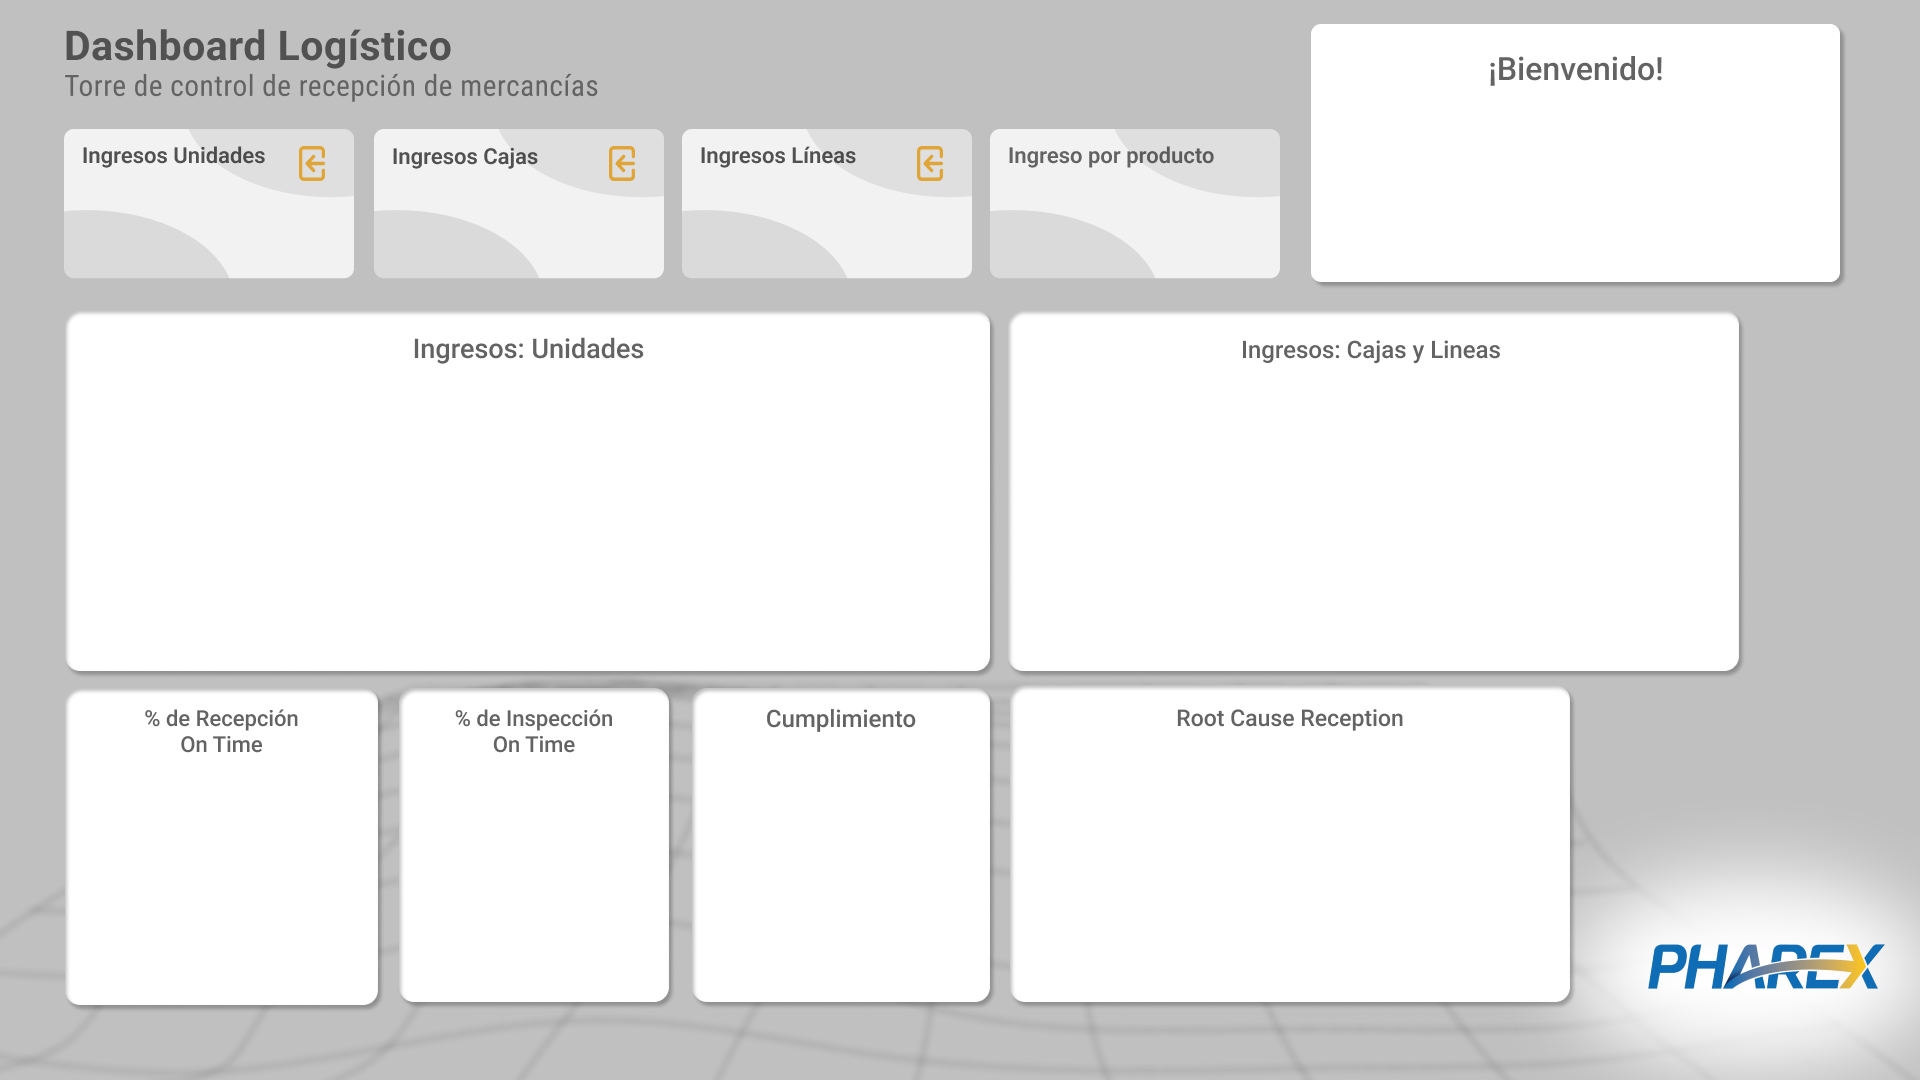 Dashboard Logístico
Torre de control de recepción de mercancías
¡Bienvenido!
Ingresos Unidades
Ingresos Cajas
Ingresos Líneas
Ingreso por producto
Ingresos: Unidades
Ingresos: Cajas y Lineas
% de Recepción
On Time
% de Inspección
On Time
Cumplimiento
Root Cause Reception
PHAREX